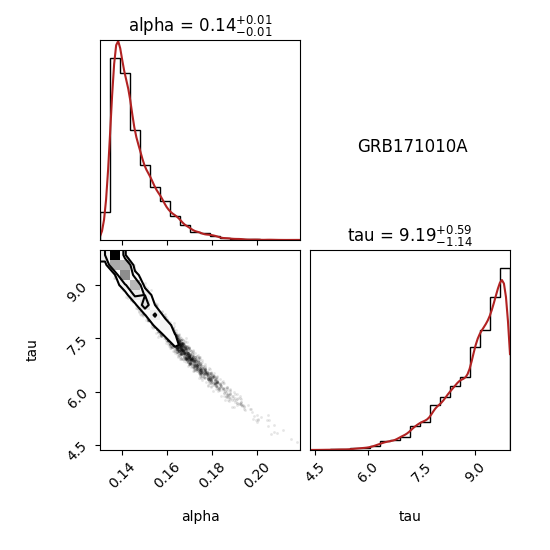 alpha = 0.14+0.01−0.01
GRB171010A
tau = 9.19+0.59−1.14
9.0
7.5
6.0
4.5
tau
0.14 0.16 0.18 0.20
4.5 6.0 7.5 9.0
alpha
tau